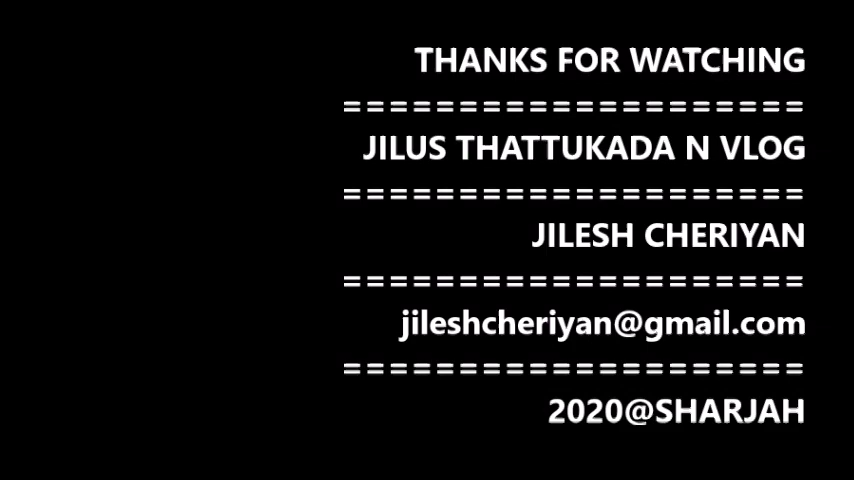 THANKS FOR WATCHING
====================
JILUS THATTUKADA N VLOG
====================
JILESH CHERIYAN
====================
jileshcheriyan@gmail.com
====================
2020@SHARJAH